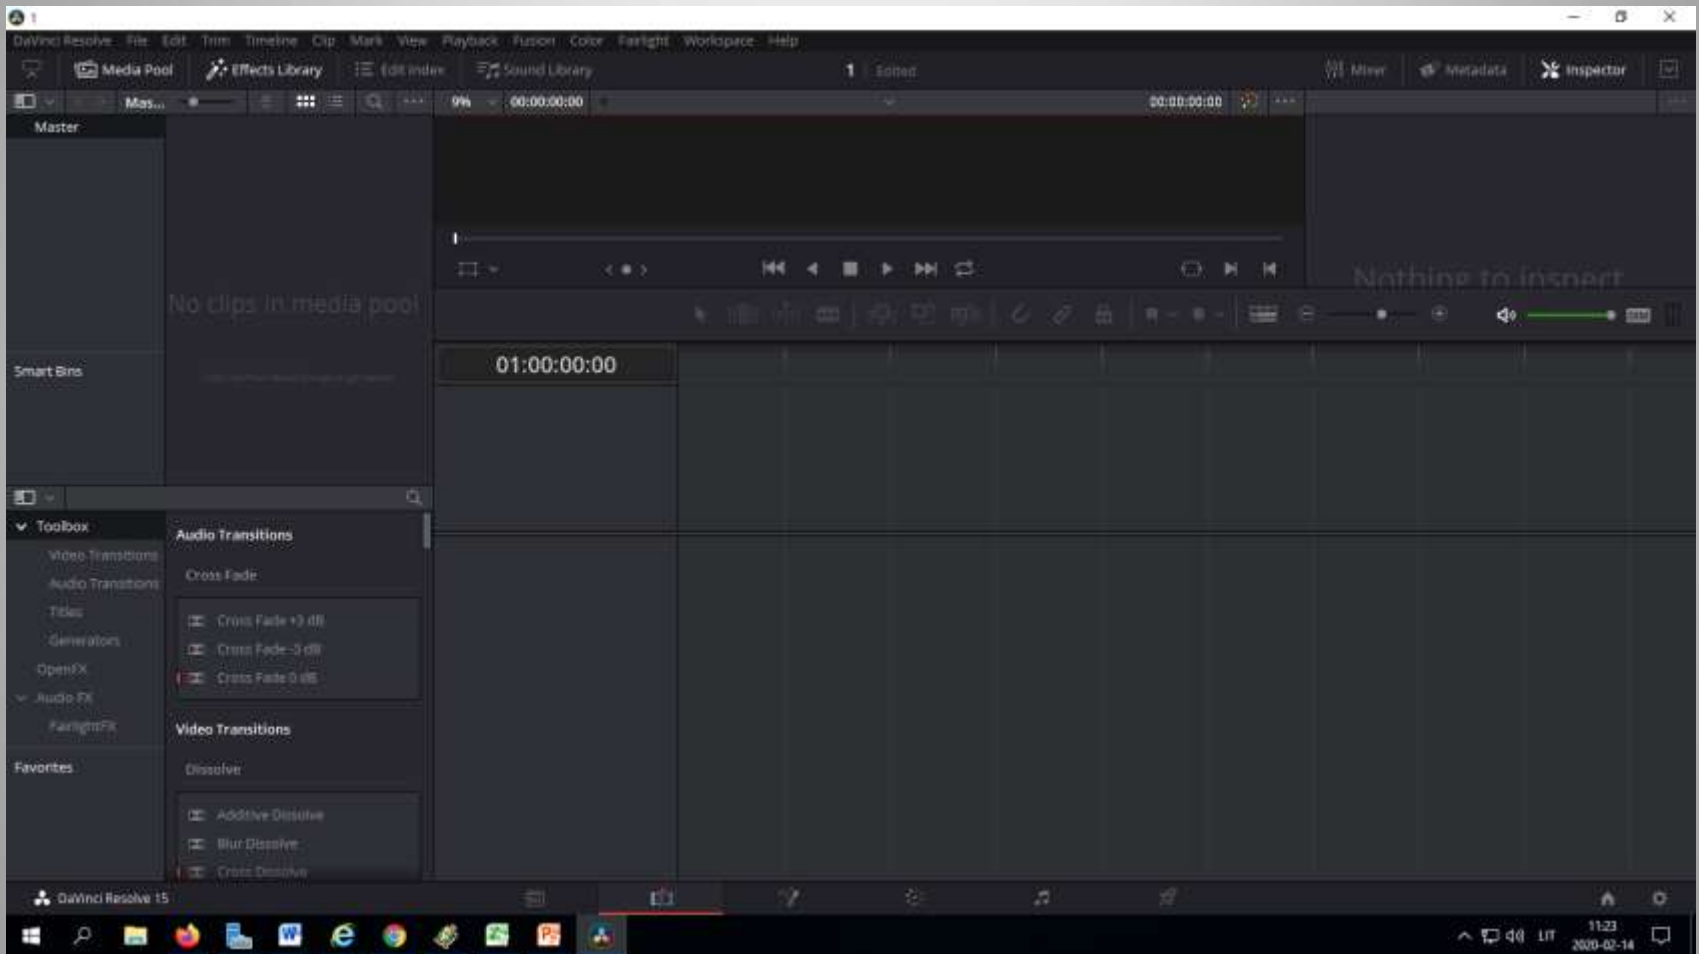 1
DaVinci Resolve File Edit Trim Timeline Clip Mark View Playback Fusion Color Fairlight Workspace Help
Media Pool Effects Library Edit Index Sound Library 1 Edited Mixer Metadata Inspector
Mas... 9% 00:00:00:00 00:00:00:00
Master
No clips in media pool
Nothing to inspect
Smart Bins
01:00:00:00
Toolbox
Video Transitions
Audio Transitions
Titles
Generators
OpenFX
Audio FX
FairlightFX
Favorites
Audio Transitions
Cross Fade
Cross Fade +3 dB
Cross Fade -3 dB
Cross Fade 0 dB
Video Transitions
Dissolve
Additive Dissolve
Blur Dissolve
Cross Dissolve
DaVinci Resolve 15
LIT
11:23
2020-02-14